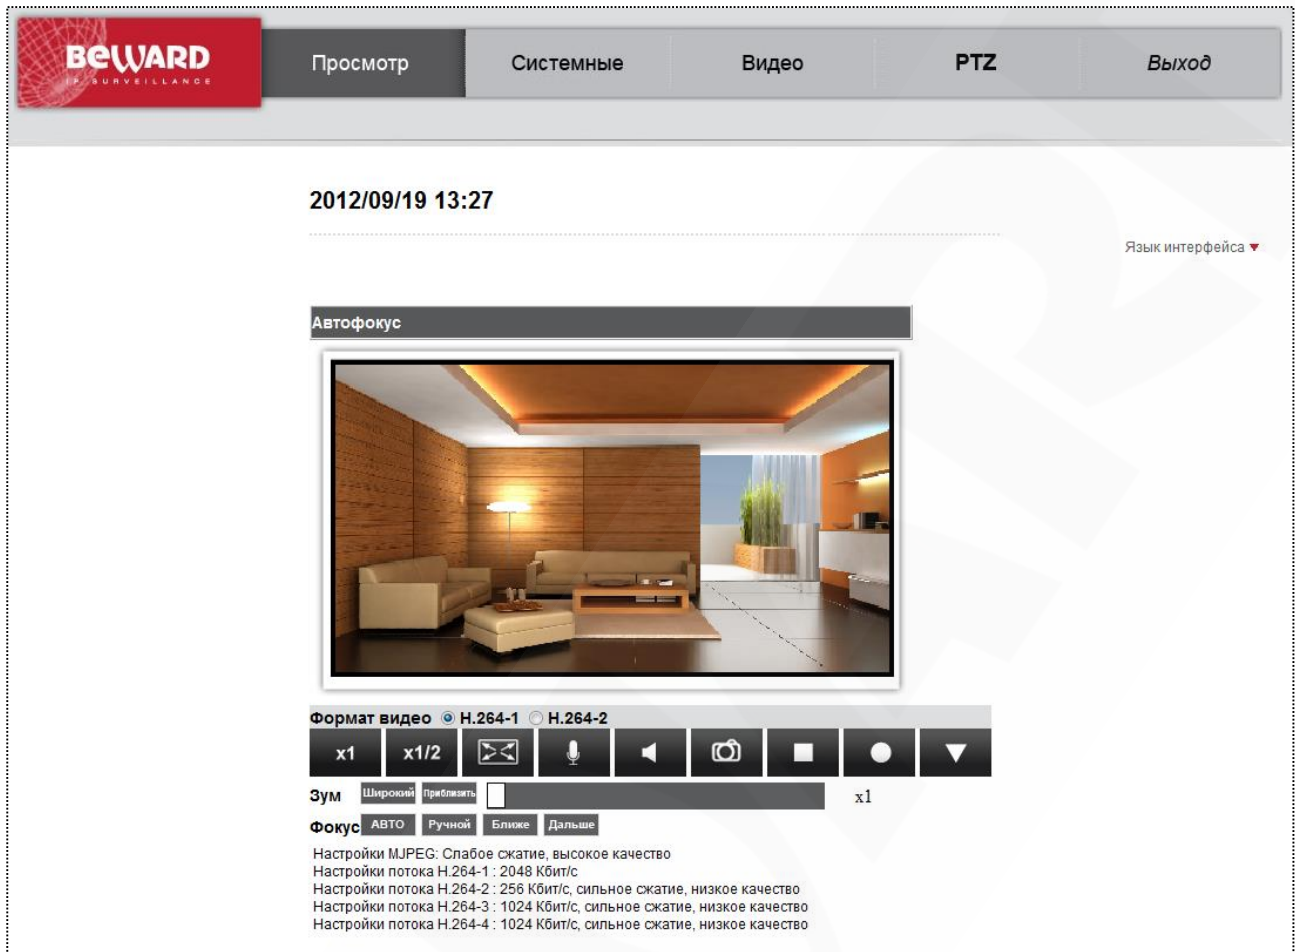 BEWARD
IP SURVEILLANCE
Просмотр Системные Видео PTZ Выход
2012/09/19 13:27
Язык интерфейса
Автофокус
Формат видео H.264-1 H.264-2
x1 x1/2
Зум Широкий Приблизить x1
Фокус АВТО Ручной Ближе Дальше
Настройки MJPEG: Слабое сжатие, высокое качество
Настройки потока H.264-1 : 2048 Кбит/с
Настройки потока H.264-2 : 256 Кбит/с, сильное сжатие, низкое качество
Настройки потока H.264-3 : 1024 Кбит/с, сильное сжатие, низкое качество
Настройки потока H.264-4 : 1024 Кбит/с, сильное сжатие, низкое качество